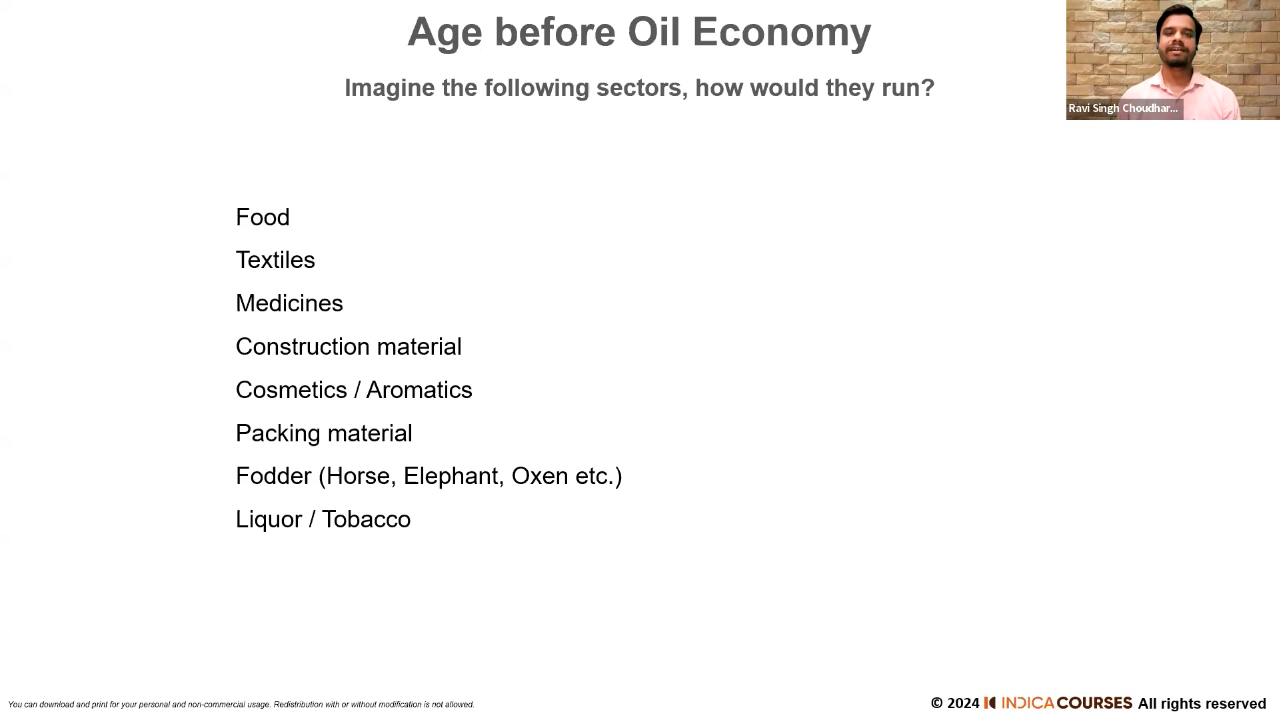 Age before Oil Economy
Imagine the following sectors, how would they run?
Ravi Singh Choudhar...
Food
Textiles
Medicines
Construction material
Cosmetics / Aromatics
Packing material
Fodder (Horse, Elephant, Oxen etc.)
Liquor / Tobacco
You can download and print for your personal and non-commercial usage. Redistribution with or without modification is not allowed.
© 2024 INDICA COURSES All rights reserved